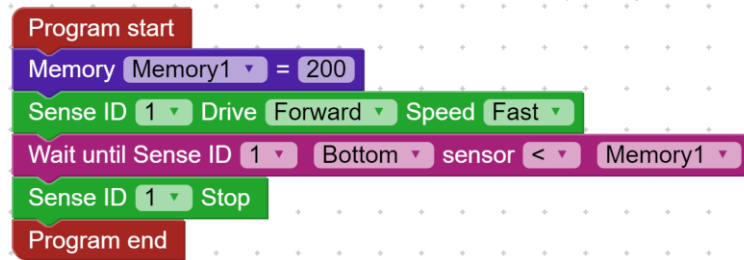 Program start
Memory Memory1 = 200
Sense ID 1 Drive Forward Speed Fast
Wait until Sense ID 1 Bottom sensor < Memory1
Sense ID 1 Stop
Program end